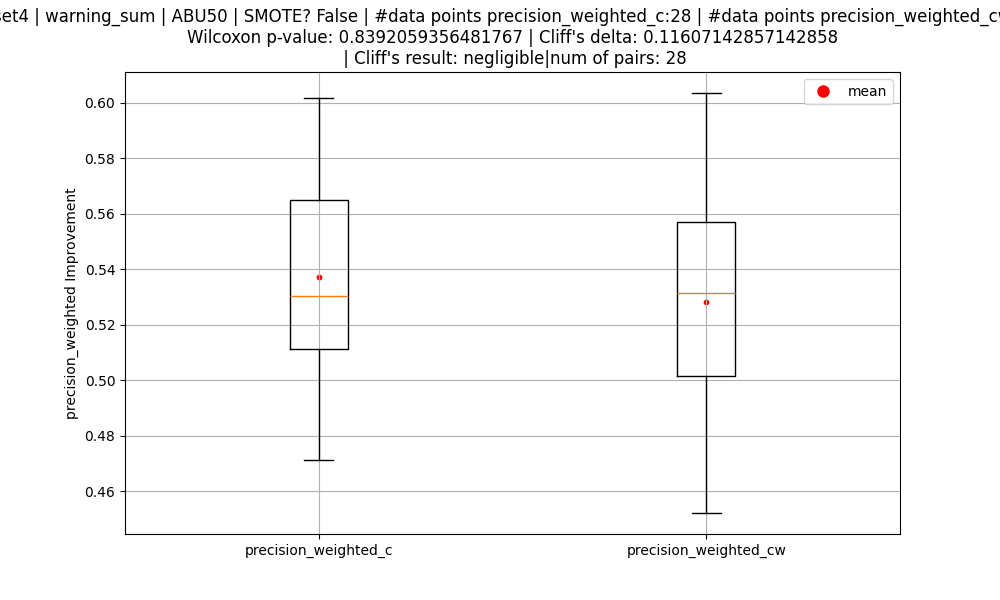 set4 | warning_sum | ABU50 | SMOTE? False | #data points precision_weighted_c:28 | #data points
Wilcoxon p-value: 0.8392059356481767 | Cliff's delta: 0.11607142857142858
| Cliff's result: negligible|num of pairs: 28
mean
0.60
0.58
0.56
0.54
0.52
0.50
0.48
0.46
precision_weighted Improvement
precision_weighted_c
precision_weighted_cw